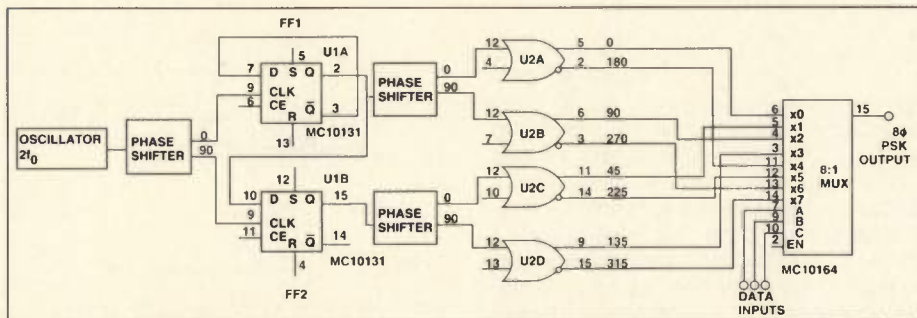 FF1
5
U1A
7 D S Q 2
9 CLK
6 CE Q 3
R
13 MC10131
OSCILLATOR
2f0
PHASE
SHIFTER
0
90
PHASE
SHIFTER
0
90
12
10 D S Q 15
U1B
9 CLK
11 CE Q 14
R
4 MC10131
FF2
PHASE
SHIFTER
0
90
12 U2A 5 0
4 2 180
12 U2B 6 90
7 3 270
12 U2C 11 45
10 14 225
12 U2D 9 135
13 15 315
6 x0
5 x1
4 x2
3 x3
11 x4
12 x5
13 x6
14 x7
7 A
9 B
10 C
2 EN
8:1
MUX
15
8ϕ
PSK
OUTPUT
MC10164
DATA
INPUTS